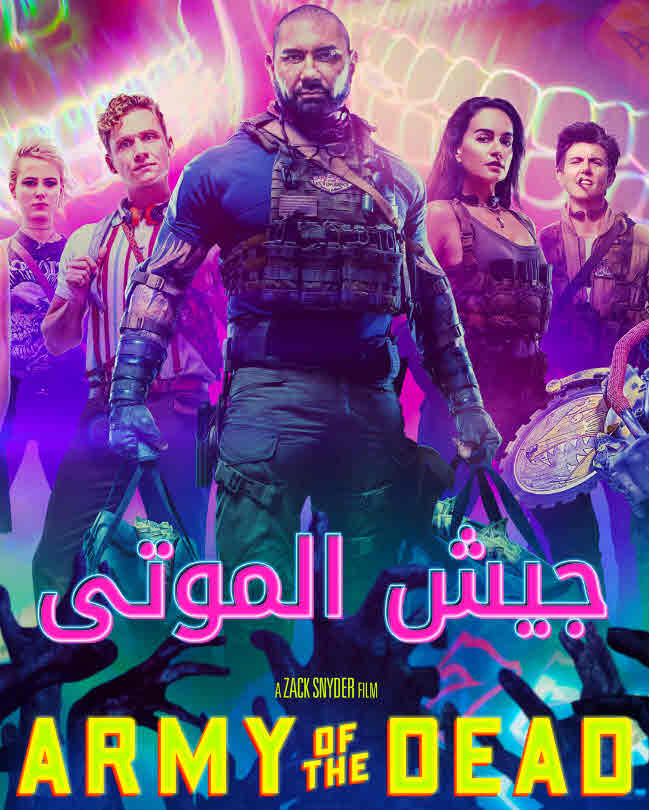 جيش الموتى
A ZACK SNYDER FILM
ARMY OF THE DEAD